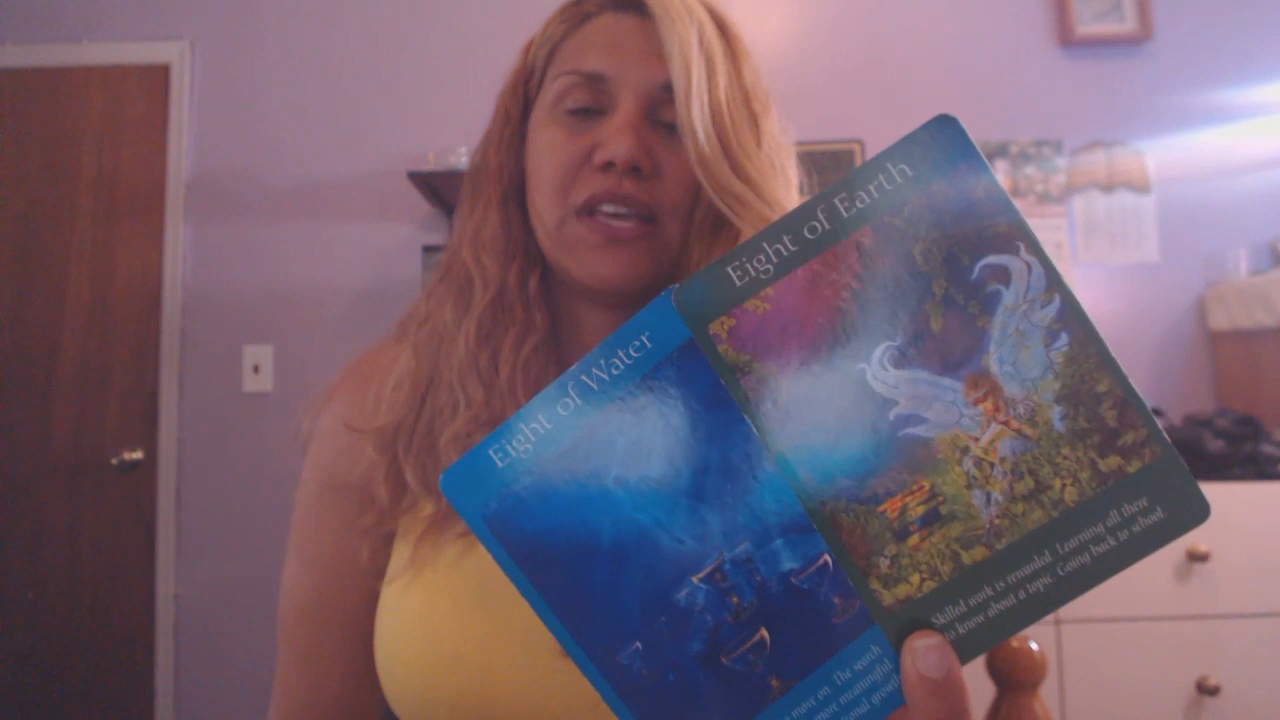 Eight of Earth
Skilled work is rewarded. Learning all there
to know about a topic. Going back to school.
Eight of Water
move on. The search
more meaningful.
sonal growth